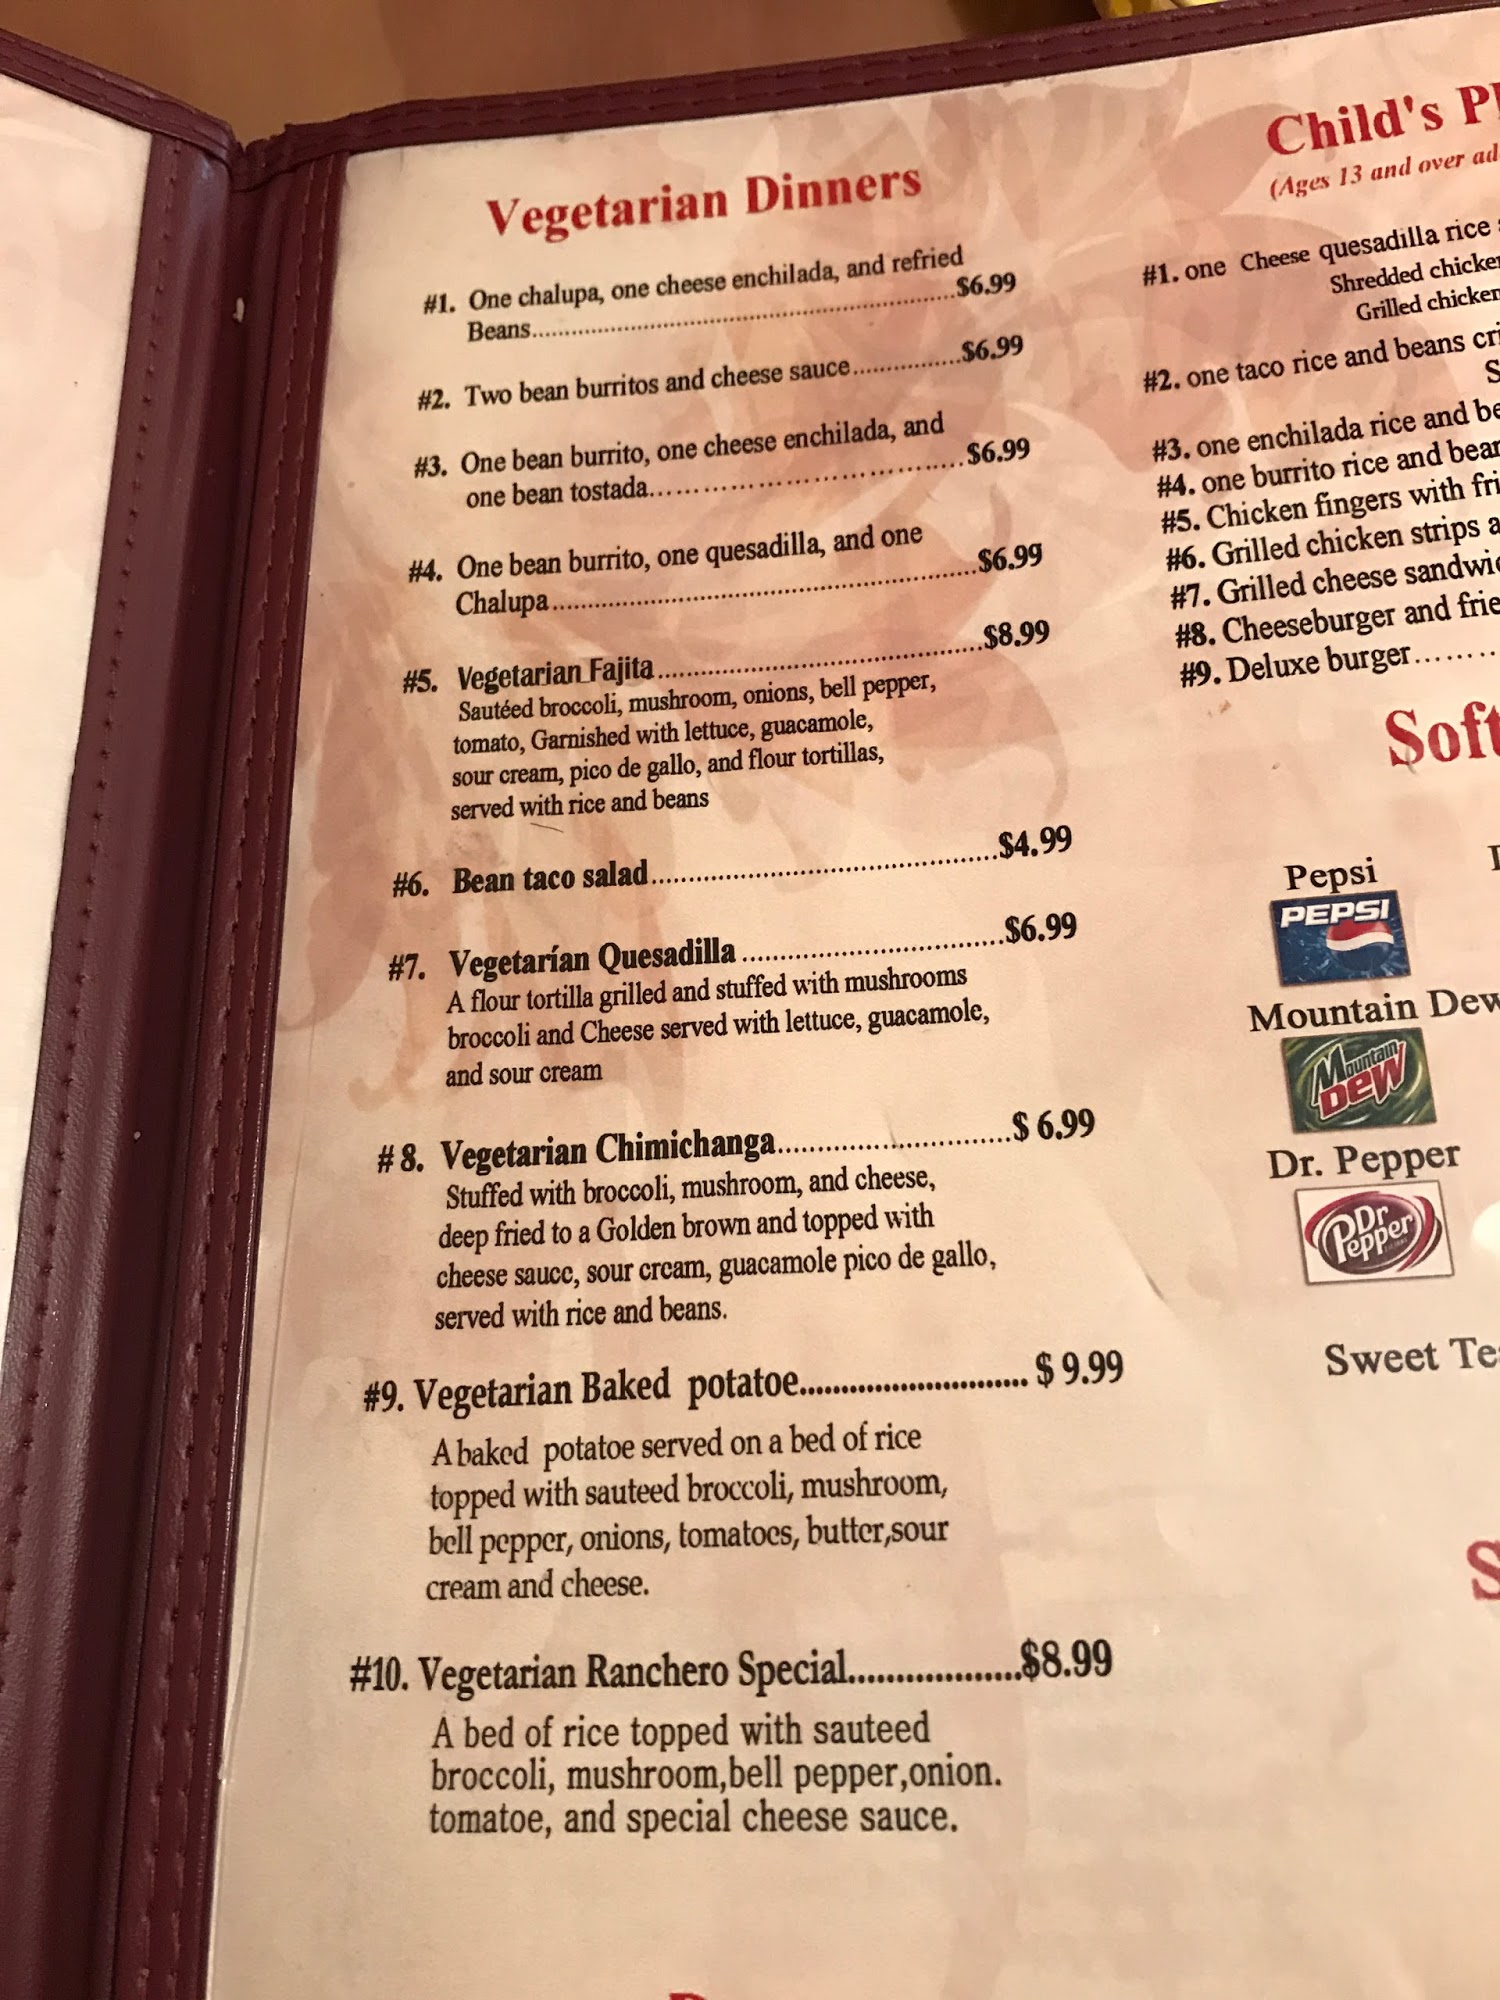 Vegetarian Dinners
#1. One chalupa, one cheese enchilada, and refried
Beans........................................................$6.99
#2. Two bean burritos and cheese sauce................$6.99
#3. One bean burrito, one cheese enchilada, and
one bean tostada.......................................$6.99
#4. One bean burrito, one quesadilla, and one
Chalupa......................................................$6.99
#5. Vegetarian Fajita..........................................$8.99
Sautéed broccoli, mushroom, onions, bell pepper,
tomato, Garnished with lettuce, guacamole,
sour cream, pico de gallo, and flour tortillas,
served with rice and beans
#6. Bean taco salad.............................................$4.99
#7. Vegetarían Quesadilla ..................................$6.99
A flour tortilla grilled and stuffed with mushrooms
broccoli and Cheese served with lettuce, guacamole,
and sour cream
# 8. Vegetarian Chimichanga..............................$ 6.99
Stuffed with broccoli, mushroom, and cheese,
deep fried to a Golden brown and topped with
cheese sauce, sour cream, guacamole pico de gallo,
served with rice and beans.
#9. Vegetarian Baked potatoe........................... $ 9.99
A baked potatoe served on a bed of rice
topped with sauteed broccoli, mushroom,
bell pepper, onions, tomatoes, butter,sour
cream and cheese.
#10. Vegetarian Ranchero Special..................$8.99
A bed of rice topped with sauteed
broccoli, mushroom,bell pepper,onion.
tomatoe, and special cheese sauce.
Child's
(Ages 13 and over
#1. one Cheese quesadilla rice
Shredded
Grilled
#2. one taco rice and beans
#3. one enchilada rice and
#4. one burrito rice and
#5. Chicken fingers with
#6. Grilled chicken strips
#7. Grilled cheese
#8. Cheeseburger and
#9. Deluxe burger........
Soft
Pepsi
PEPSI
Mountain Dew
Mountain
DEW
Dr. Pepper
Dr
Pepper
Sweet